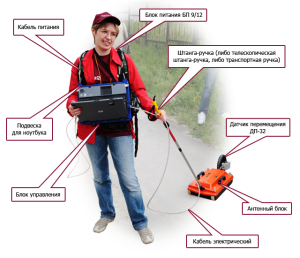 Блок питания БП 9/12
Кабель питания
Штанга-ручка (либо телескопическая
штанга-ручка, либо транспортная ручка)
Датчик перемещения
ДП-32
Подвеска
для ноутбука
Антенный блок
Блок управления
Кабель электрический